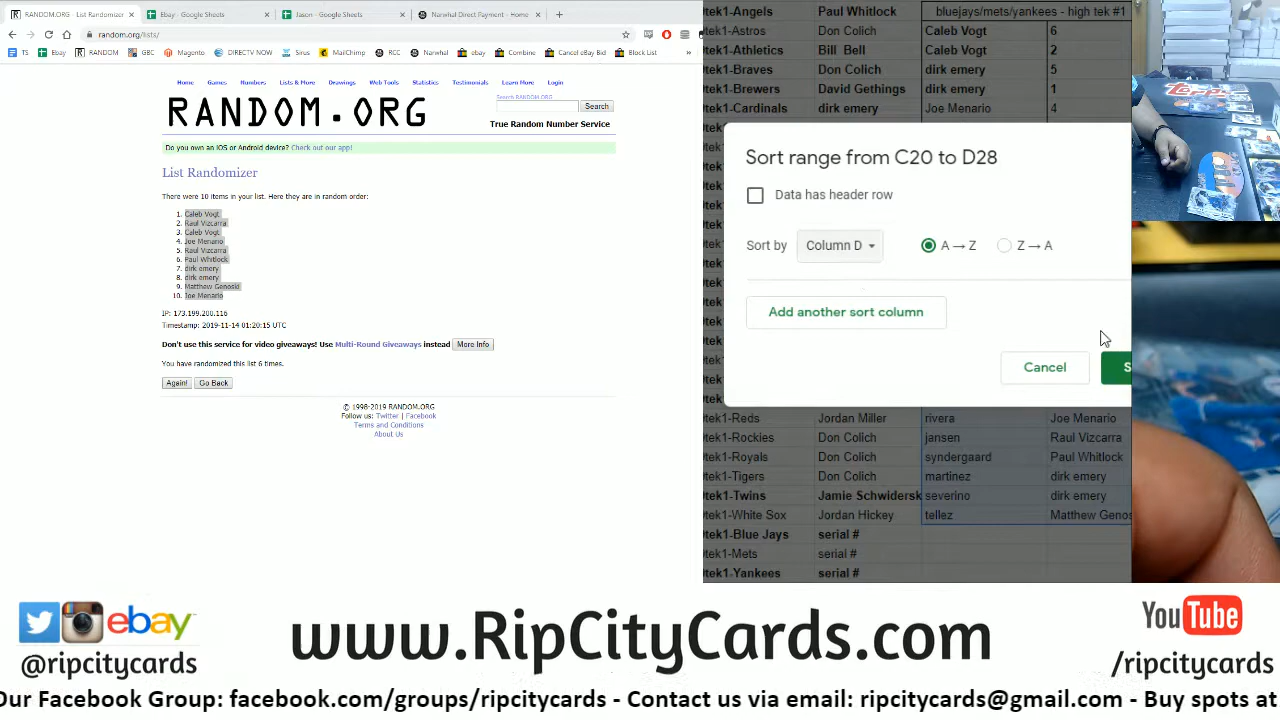 RANDOM.ORG - List Randomizer
Ebay - Google Sheets
Jason - Google Sheets
Narwhal Direct Payment - Home
random.org/lists/
TS Ebay RANDOM GBC Magento DIRECTV NOW Sirus MailChimp RCC Narwhal ebay Combine Cancel eBay Bid Block List »
Home Games Numbers Lists & More Drawings Web Tools Statistics Testimonials Learn More Login
RANDOM.ORG
Search RANDOM.ORG
Search
True Random Number Service
Do you own an iOS or Android device? Check out our app!
List Randomizer
There were 10 items in your list. Here they are in random order:
1. Caleb Vogt
2. Raul Vizcarra
3. Caleb Vogt
4. Joe Menario
5. Raul Vizcarra
6. Paul Whitlock
7. dirk emery
8. dirk emery
9. Matthew Genoski
10. Joe Menario
IP: 173.199.200.116
Timestamp: 2019-11-14 01:20:15 UTC
Don't use this service for video giveaways! Use Multi-Round Giveaways instead More Info
You have randomized this list 6 times.
Again! Go Back
© 1998-2019 RANDOM.ORG
Follow us: Twitter | Facebook
Terms and Conditions
About Us
tek1-Angels Paul Whitlock bluejays/mets/yankees - high tek #1
tek1-Astros Don Colich Caleb Vogt 6
tek1-Athletics Bill Bell Caleb Vogt 2
tek1-Braves Don Colich dirk emery 5
tek1-Brewers David Gethings dirk emery 1
tek1-Cardinals dirk emery Joe Menario 4
Sort range from C20 to D28
Data has header row
Sort by Column D A → Z Z → A
Add another sort column
Cancel S
tek1-Reds Jordan Miller rivera Joe Menario
tek1-Rockies Don Colich jansen Raul Vizcarra
tek1-Royals Don Colich syndergaard Paul Whitlock
tek1-Tigers Don Colich martinez dirk emery
tek1-Twins Jamie Schwidersk severino dirk emery
tek1-White Sox Jordan Hickey tellez Matthew Genos
tek1-Blue Jays serial #
tek1-Mets serial #
tek1-Yankees serial #
Topps
ebay
@ripcitycards
www.RipCityCards.com
YouTube
/ripcitycards
Our Facebook Group: facebook.com/groups/ripcitycards - Contact us via email: ripcitycards@gmail.com - Buy spots at